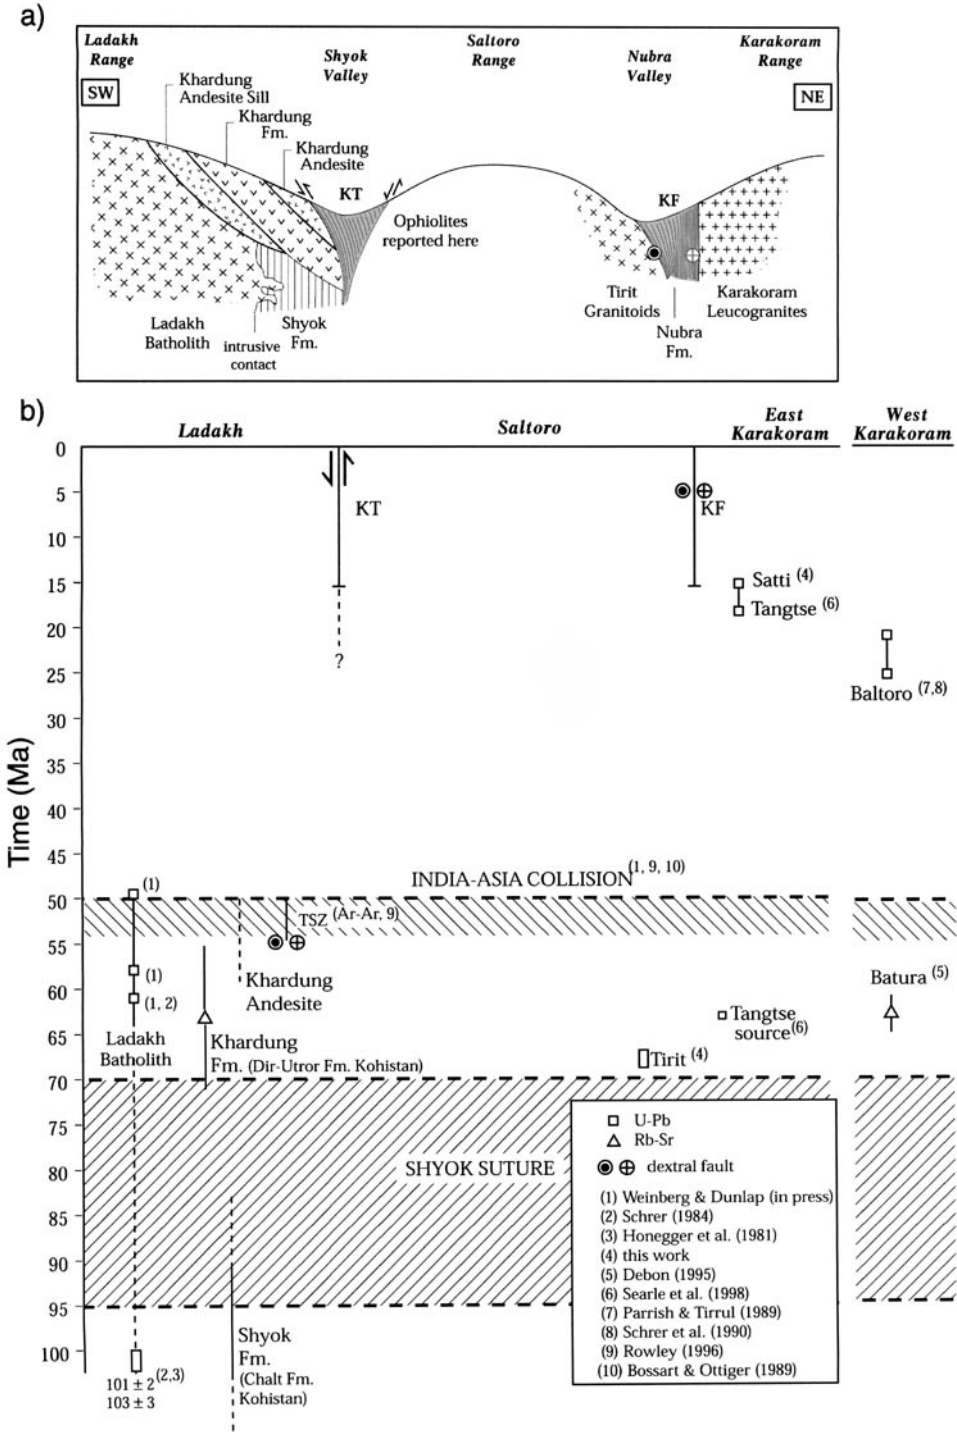 a)
Ladakh
Range
Shyok
Valley
Saltoro
Range
Nubra
Valley
Karakoram
Range
SW
NE
Khardung
Andesite Sill
Khardung
Fm.
Khardung
Andesite
KT
KF
Ophiolites
reported here
Ladakh
Batholith
intrusive
contact
Shyok
Fm.
Tirit
Granitoids
Nubra
Fm.
Karakoram
Leucogranites
b)
Ladakh
Saltoro
East
Karakoram
West
Karakoram
Time (Ma)
0
5
10
15
20
25
30
35
40
45
50
55
60
65
70
75
80
85
90
95
100
KT
?
KF
Satti (4)
Tangtse (6)
Baltoro (7,8)
INDIA-ASIA COLLISION (1, 9, 10)
(1)
TSZ (Ar-Ar, 9)
(1)
(1, 2)
Khardung
Andesite
Batura (5)
Ladakh
Batholith
Khardung
Fm. (Dir-Utror Fm. Kohistan)
Tangtse
source(6)
Tirit (4)
SHYOK SUTURE
Shyok
Fm.
(Chalt Fm.
Kohistan)
(2,3)
101 ± 2
103 ± 3
U-Pb
Rb-Sr
dextral fault
(1) Weinberg & Dunlap (in press)
(2) Schrer (1984)
(3) Honegger et al. (1981)
(4) this work
(5) Debon (1995)
(6) Searle et al. (1998)
(7) Parrish & Tirrul (1989)
(8) Schrer et al. (1990)
(9) Rowley (1996)
(10) Bossart & Ottiger (1989)